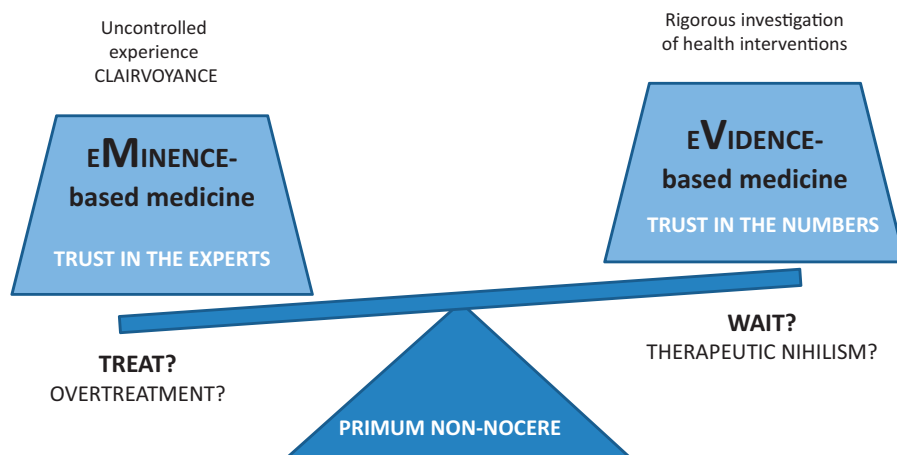 Uncontrolled
experience
CLAIRVOYANCE
eMINENCE-
based medicine
TRUST IN THE EXPERTS
TREAT?
OVERTREATMENT?
Rigorous investigation
of health interventions
eVIDENCE-
based medicine
TRUST IN THE NUMBERS
WAIT?
THERAPEUTIC NIHILISM?
PRIMUM NON-NOCERE